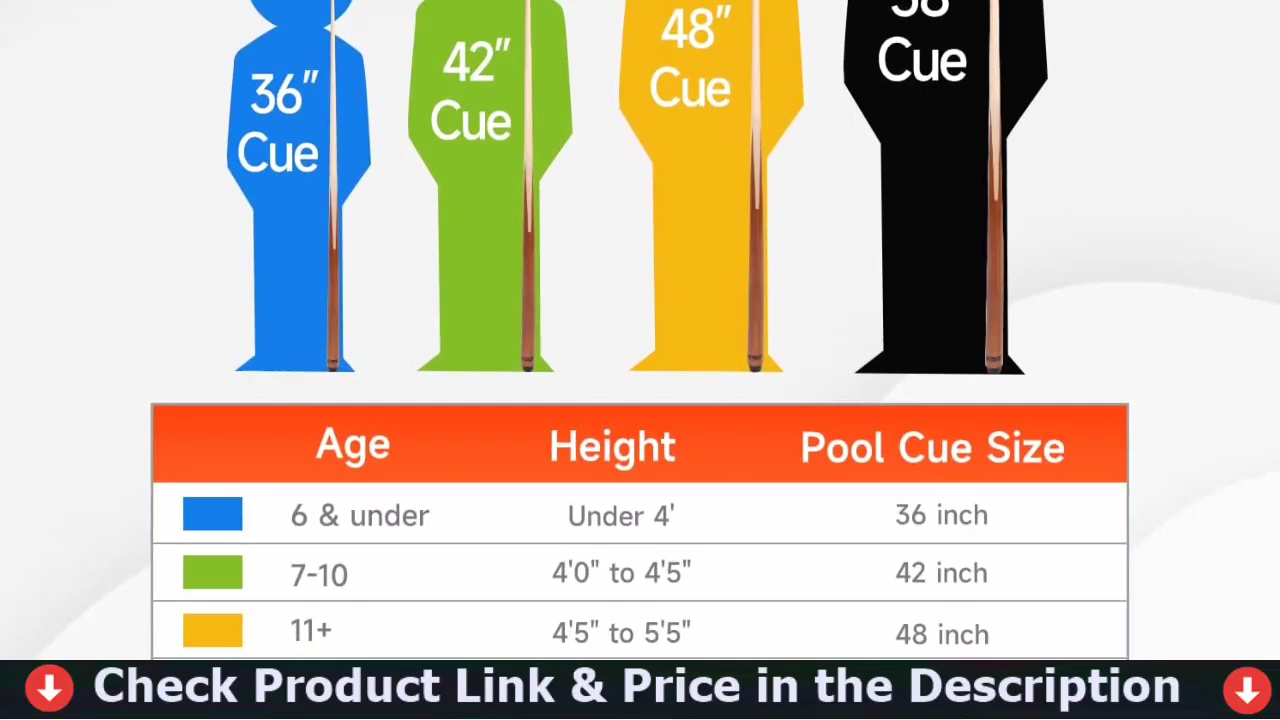 36"
Cue
42"
Cue
48"
Cue
Cue
Age Height Pool Cue Size
6 & under Under 4' 36 inch
7-10 4'0" to 4'5" 42 inch
11+ 4'5" to 5'5" 48 inch
Check Product Link & Price in the Description